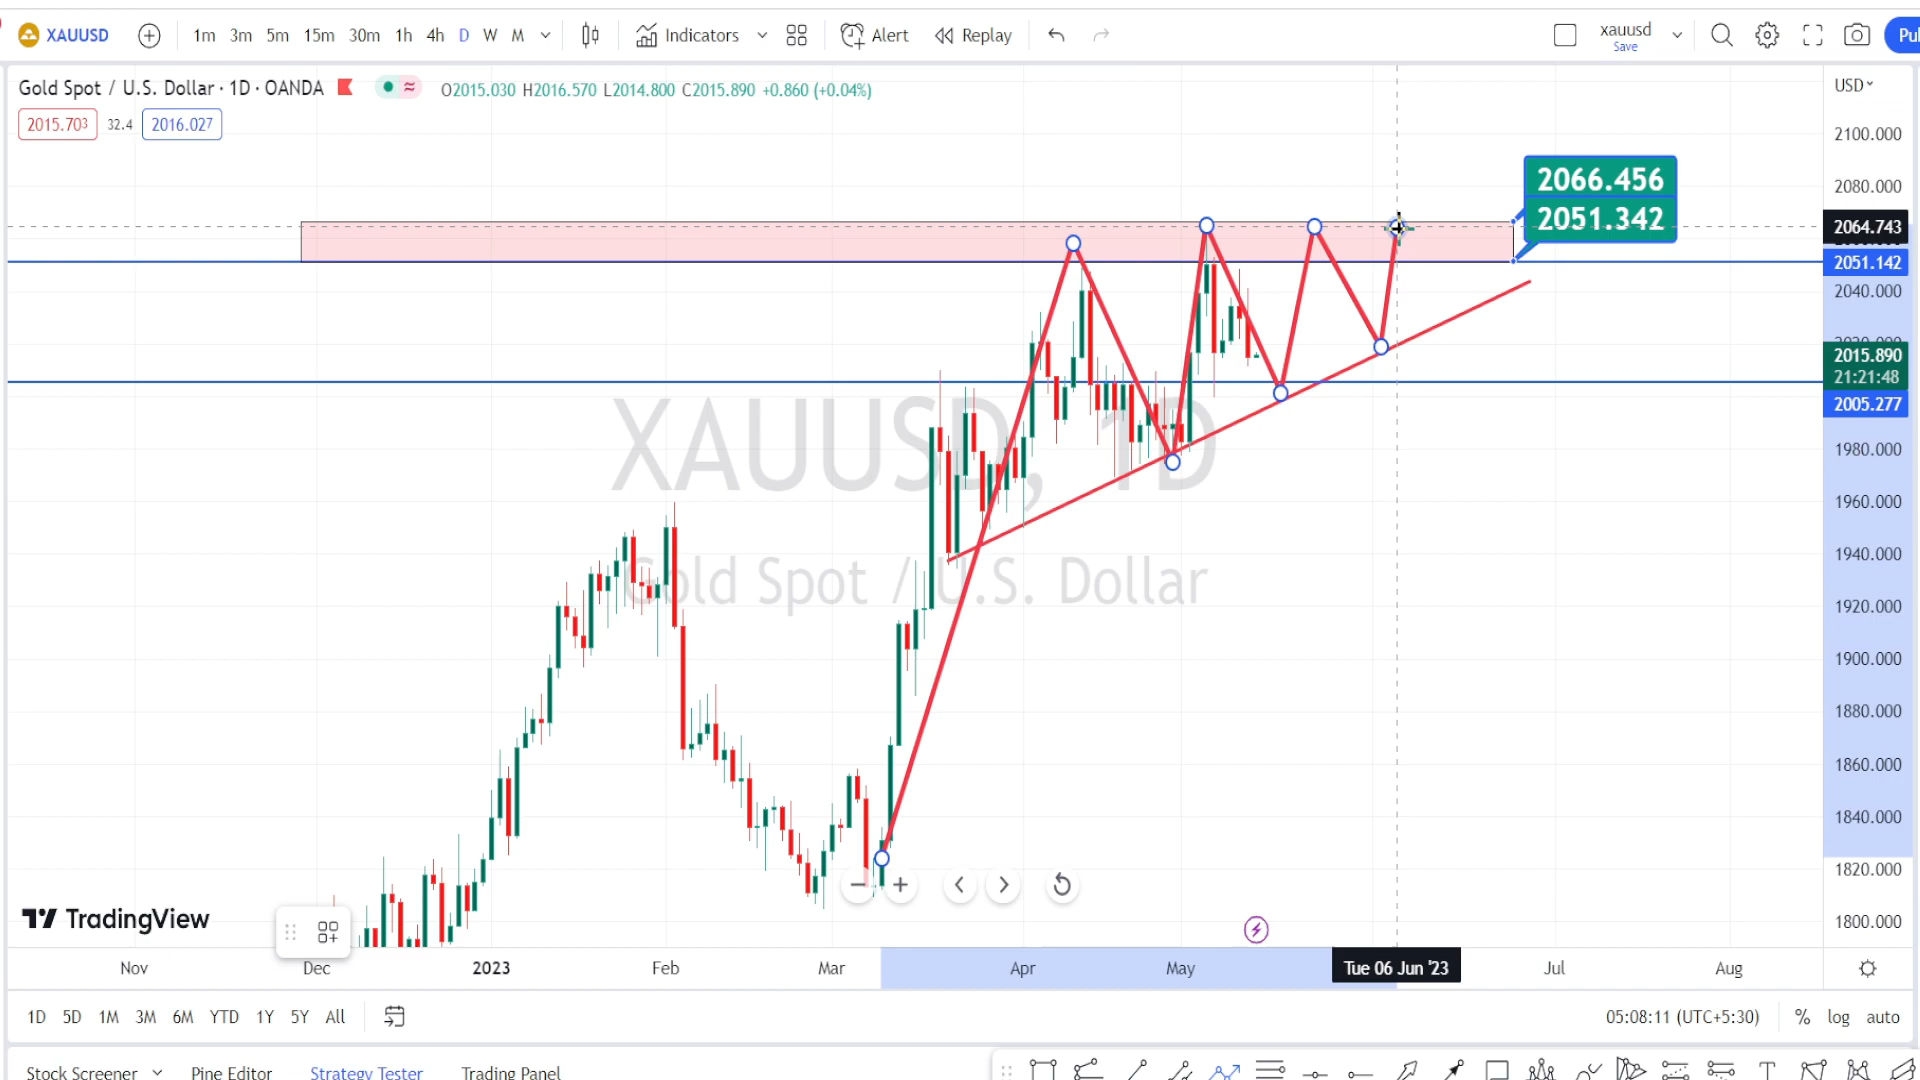 XAUUSD 1m 3m 5m 15m 30m 1h 4h D W M Indicators Alert Replay xauusd Save Pu
Gold Spot / U.S. Dollar · 1D · OANDA O2015.030 H2016.570 L2014.800 C2015.890 +0.860 (+0.04%) USD
2015.703 32.4 2016.027
2100.000
2066.456
2080.000
2051.342
2064.743
2051.142
2040.000
2015.890
21:21:48
2005.277
XAUUSD, 1D
1980.000
1960.000
1940.000
Gold Spot / U.S. Dollar
1920.000
1900.000
1880.000
1860.000
1840.000
1820.000
TradingView
1800.000
Nov Dec 2023 Feb Mar Apr May Tue 06 Jun '23 Jul Aug
1D 5D 1M 3M 6M YTD 1Y 5Y All 05:08:11 (UTC+5:30) % log auto
Stock Screener Pine Editor Strategy Tester Trading Panel